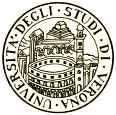 UNIVERSITÀ · DEGLI · STUDI · DI · VERONA ·